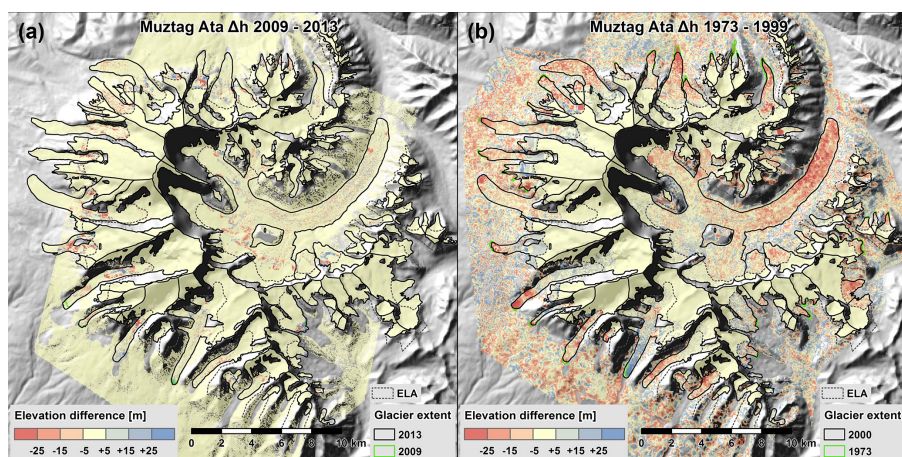 (a)
Muztag Ata Δh 2009 - 2013
Elevation difference [m]
-25 -15 -5 +5 +15 +25
0 2 4 6 8 10 km
ELA
Glacier extent
2013
2009
(b)
Muztag Ata Δh 1973 - 1999
Elevation difference [m]
-25 -15 -5 +5 +15 +25
0 2 4 6 8 10 km
ELA
Glacier extent
2000
1973